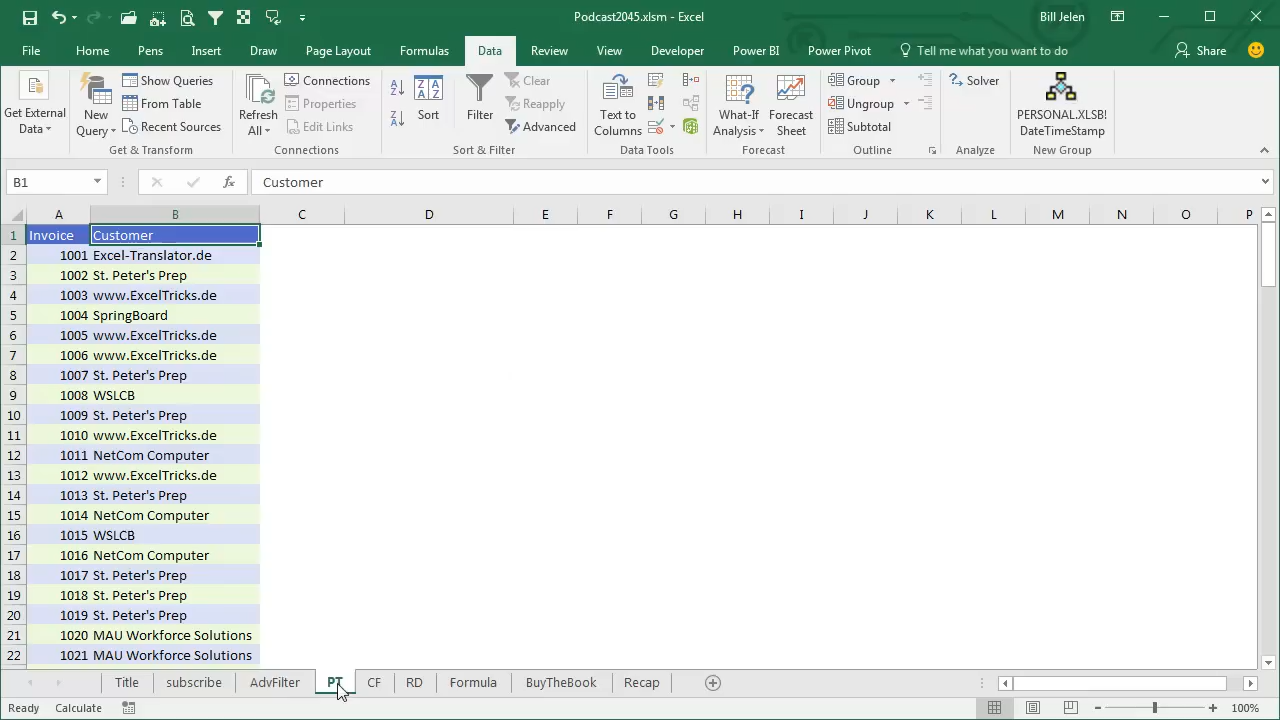 Podcast2045.xlsm - Excel
Bill Jelen
File Home Pens Insert Draw Page Layout Formulas Data Review View Developer Power BI Power Pivot Tell me what you want to do Share
Get External Data
New Query
Show Queries
From Table
Recent Sources
Get & Transform
Refresh All
Connections
Properties
Edit Links
Connections
Sort
Filter
Clear
Reapply
Advanced
Sort & Filter
Text to Columns
Data Tools
What-If Analysis
Forecast Sheet
Forecast
Group
Ungroup
Subtotal
Outline
Solver
Analyze
PERSONAL.XLSB!
DateTimeStamp
New Group
B1 fx Customer
A B C D E F G H I J K L M N O P
1 Invoice Customer
2 1001 Excel-Translator.de
3 1002 St. Peter's Prep
4 1003 www.ExcelTricks.de
5 1004 SpringBoard
6 1005 www.ExcelTricks.de
7 1006 www.ExcelTricks.de
8 1007 St. Peter's Prep
9 1008 WSLCB
10 1009 St. Peter's Prep
11 1010 www.ExcelTricks.de
12 1011 NetCom Computer
13 1012 www.ExcelTricks.de
14 1013 St. Peter's Prep
15 1014 NetCom Computer
16 1015 WSLCB
17 1016 NetCom Computer
18 1017 St. Peter's Prep
19 1018 St. Peter's Prep
20 1019 St. Peter's Prep
21 1020 MAU Workforce Solutions
22 1021 MAU Workforce Solutions
Title subscribe AdvFilter PT CF RD Formula BuyTheBook Recap
Ready Calculate 100%